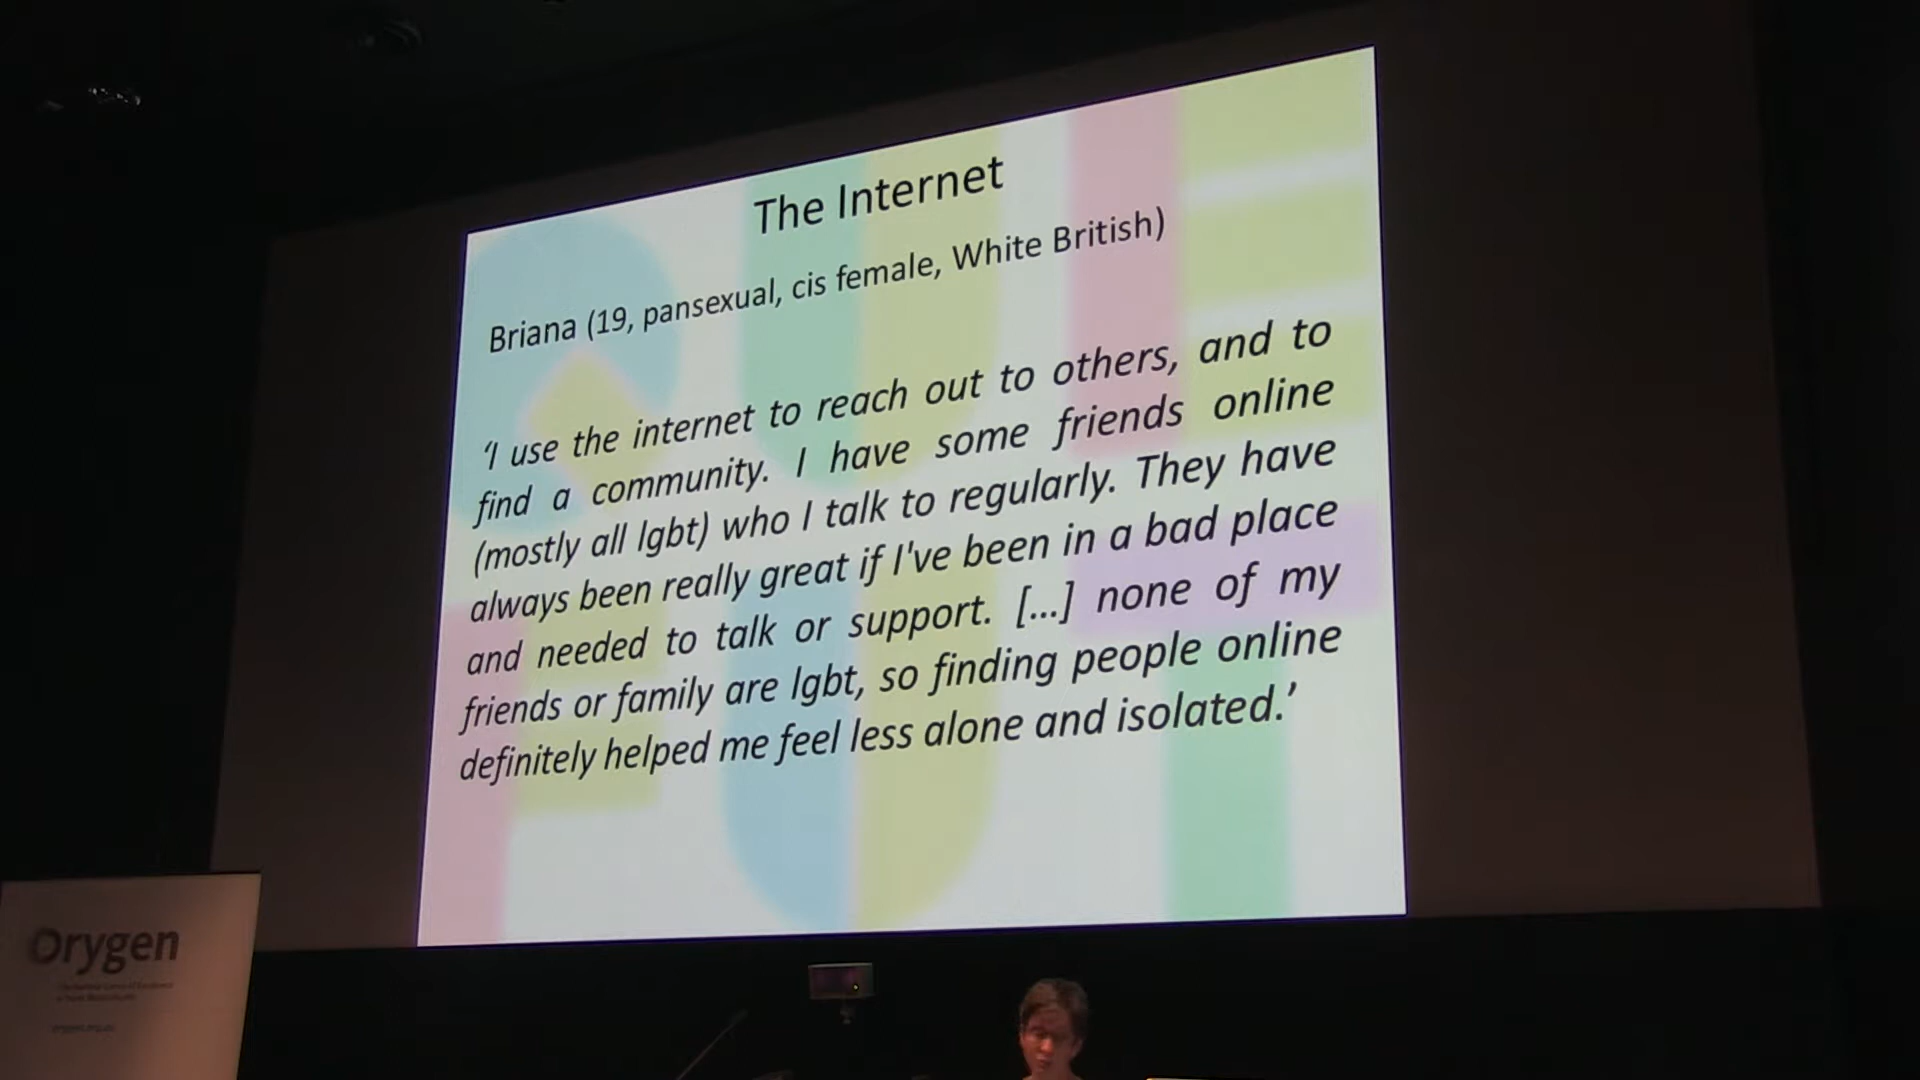 The Internet
Briana (19, pansexual, cis female, White British)
‘I use the internet to reach out to others, and to
find a community. I have some friends online
(mostly all lgbt) who I talk to regularly. They have
always been really great if I've been in a bad place
and needed to talk or support. [...] none of my
friends or family are lgbt, so finding people online
definitely helped me feel less alone and isolated.’
Orygen